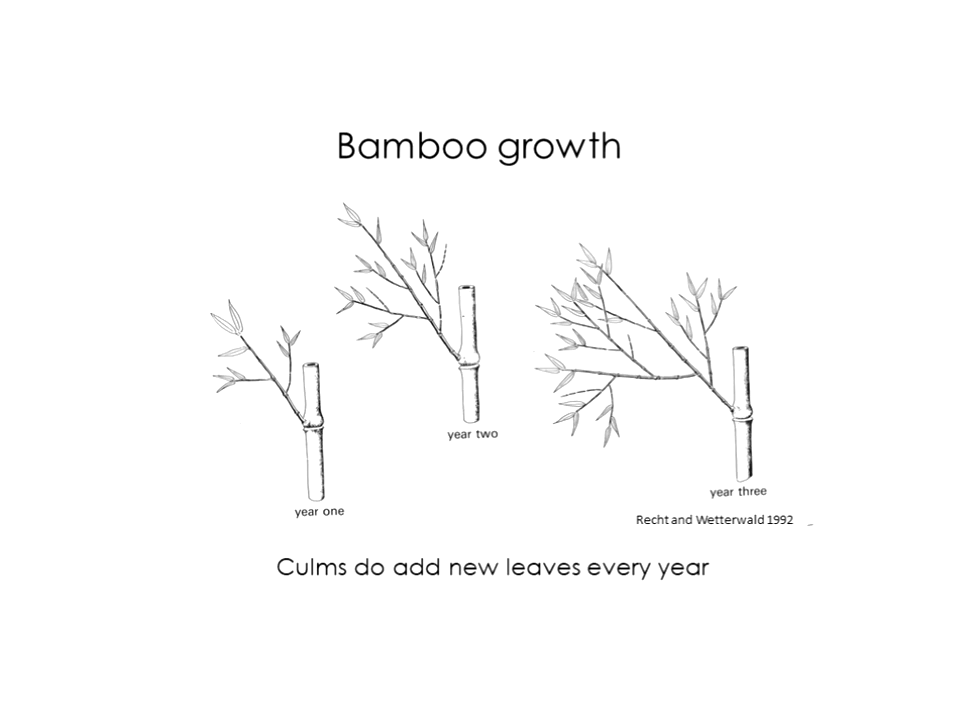 Bamboo growth
year one
year two
year three
Recht and Wetterwald 1992
Culms do add new leaves every year